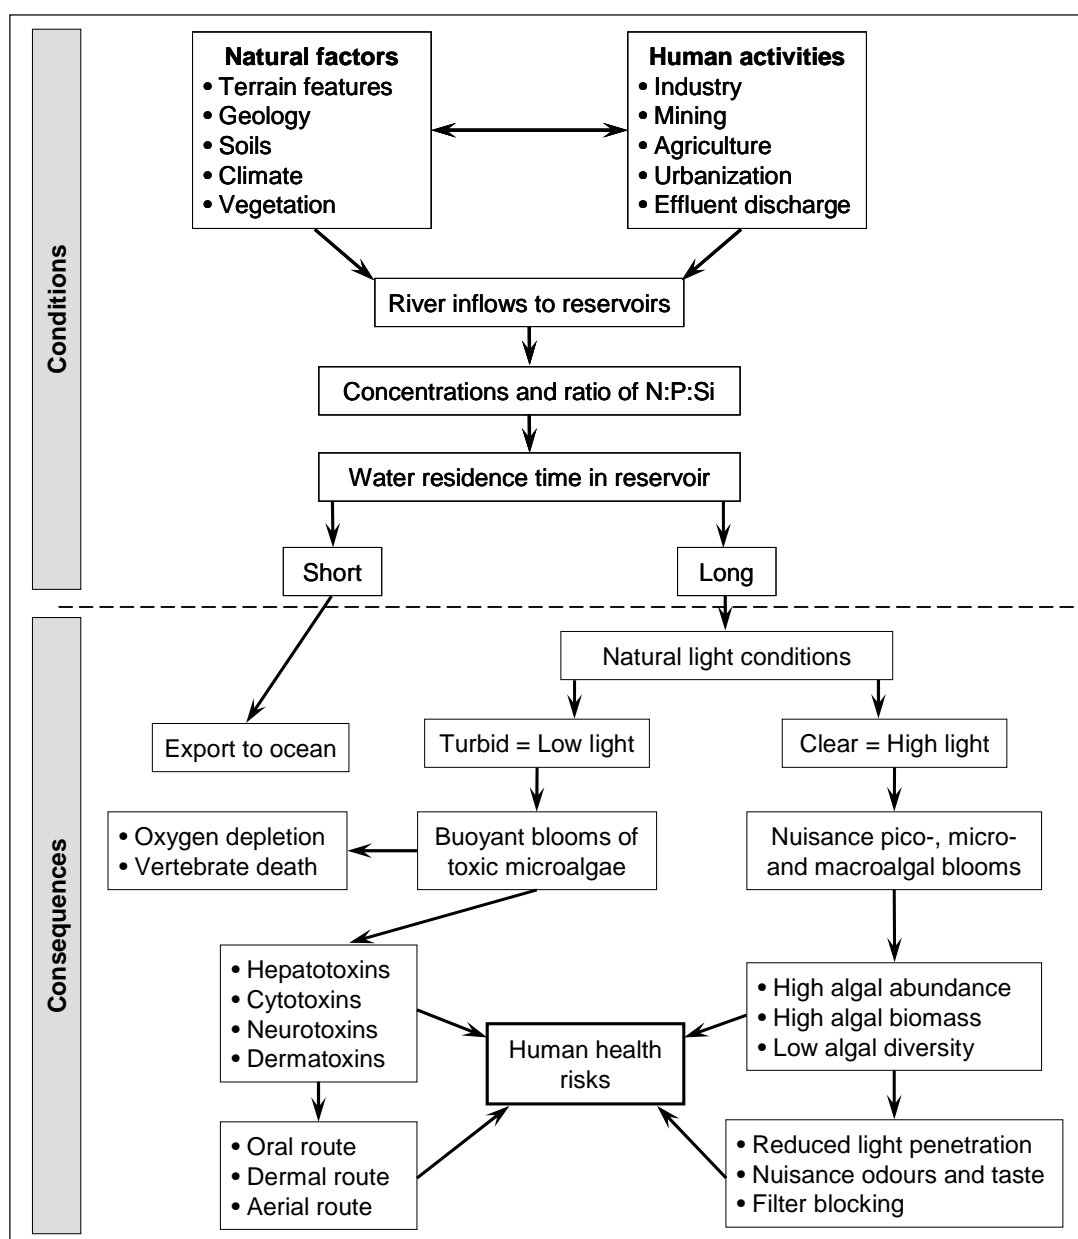 Conditions
Natural factors
• Terrain features
• Geology
• Soils
• Climate
• Vegetation
Human activities
• Industry
• Mining
• Agriculture
• Urbanization
• Effluent discharge
River inflows to reservoirs
Concentrations and ratio of N:P:Si
Water residence time in reservoir
Short
Long
Consequences
Natural light conditions
Export to ocean
Turbid = Low light
Clear = High light
• Oxygen depletion
• Vertebrate death
Buoyant blooms of
toxic microalgae
Nuisance pico-, micro-
and macroalgal blooms
• Hepatotoxins
• Cytotoxins
• Neurotoxins
• Dermatoxins
Human health
risks
• High algal abundance
• High algal biomass
• Low algal diversity
• Oral route
• Dermal route
• Aerial route
• Reduced light penetration
• Nuisance odours and taste
• Filter blocking